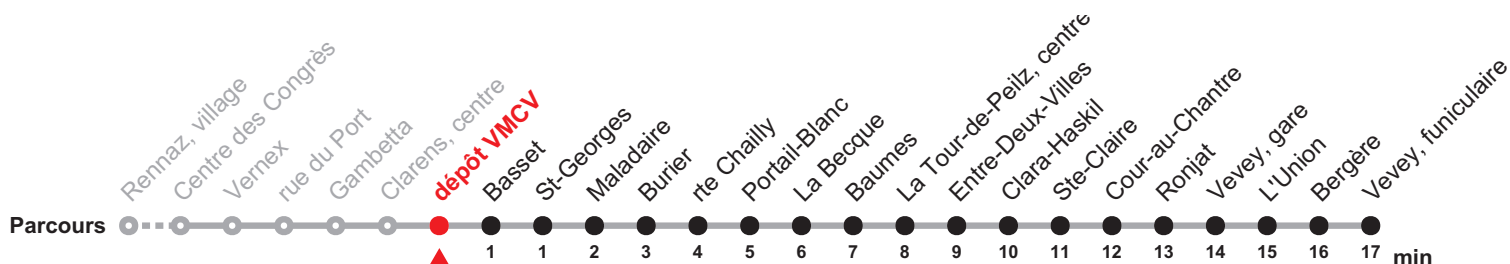 Rennaz, village
Centre des Congrès
Vernex
rue du Port
Gambetta
Clarens, centre
dépôt VMCV
Basset
St-Georges
Maladaire
Burier
rte Chailly
Portail-Blanc
La Becque
Baumes
La Tour-de-Peilz, centre
Entre-Deux-Villes
Clara-Haskil
Ste-Claire
Cour-au-Chantre
Ronjat
Vevey, gare
L'Union
Bergère
Vevey, funiculaire
Parcours
1 1 2 3 4 5 6 7 8 9 10 11 12 13 14 15 16 17 min